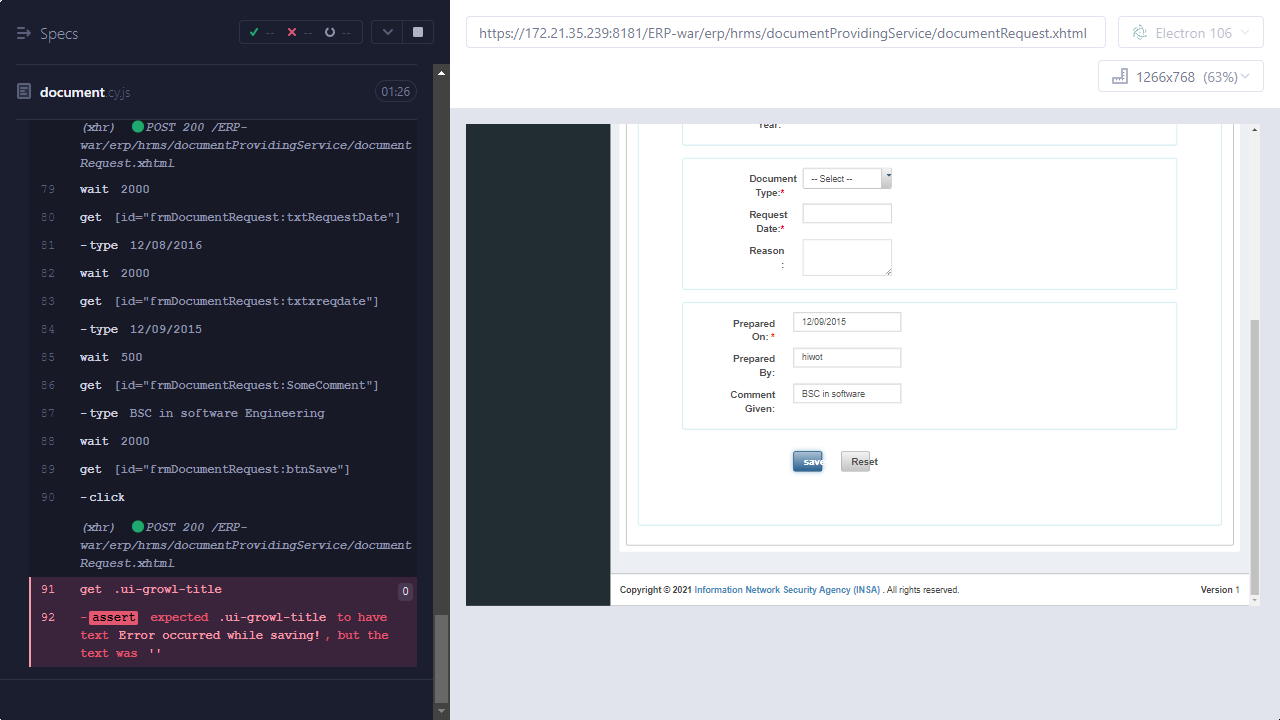 Specs
-- -- --
document.cy.js
01:26
(xhr) POST 200 /ERP-
war/erp/hrms/documentProvidingService/document
Request.xhtml
79 wait 2000
80 get [id="frmDocumentRequest:txtRequestDate"]
81 -type 12/08/2016
82 wait 2000
83 get [id="frmDocumentRequest:txtxreqdate"]
84 -type 12/09/2015
85 wait 500
86 get [id="frmDocumentRequest:SomeComment"]
87 -type BSC in software Engineering
88 wait 2000
89 get [id="frmDocumentRequest:btnSave"]
90 -click
(xhr) POST 200 /ERP-
war/erp/hrms/documentProvidingService/document
Request.xhtml
91 get .ui-growl-title 0
92 -assert expected .ui-growl-title to have
text Error occurred while saving!, but the
text was ''
https://172.21.35.239:8181/ERP-war/erp/hrms/documentProvidingService/documentRequest.xhtml
Electron 106
1266x768 (63%)
Year:
Document
Type:*
-- Select --
Request
Date:*
Reason
:
Prepared
On: *
12/09/2015
Prepared
By:
hiwot
Comment
Given:
BSC in software
save
Reset
Copyright © 2021 Information Network Security Agency (INSA) . All rights reserved.
Version 1